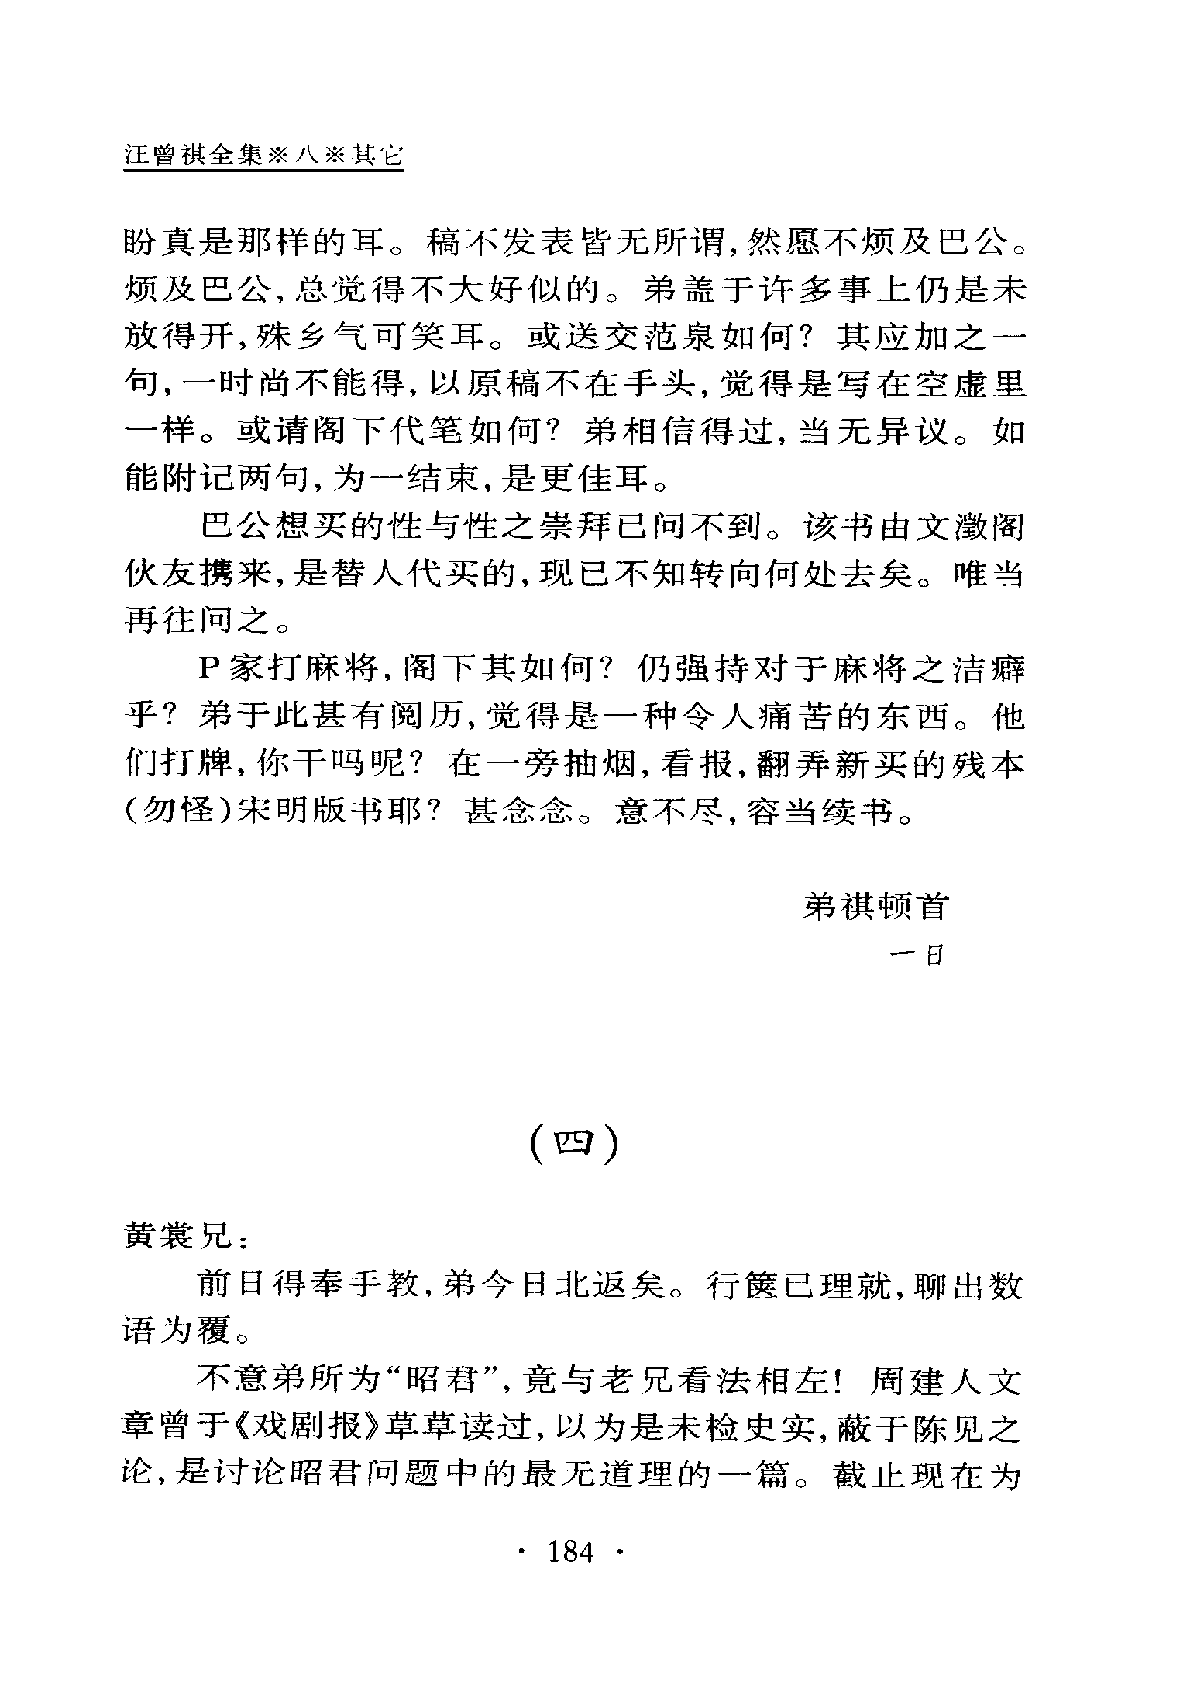 汪曾祺全集※八※其它
盼真是那样的耳。稿不发表皆无所谓,然愿不烦及巴公。
烦及巴公,总觉得不大好似的。弟盖于许多事上仍是未
放得开,殊乡气可笑耳。或送交范泉如何?其应加之一
句,一时尚不能得,以原稿不在手头,觉得是写在空虚里
一样。或请阁下代笔如何?弟相信得过,当无异议。如
能附记两句,为一结束,是更佳耳。
巴公想买的性与性之崇拜已问不到。该书由文澂阁
伙友携来,是替人代买的,现已不知转向何处去矣。唯当
再往问之。
P家打麻将,阁下其如何?仍强持对于麻将之洁癖
乎?弟于此甚有阅历,觉得是一种令人痛苦的东西。他
们打牌,你干吗呢?在一旁抽烟,看报,翻弄新买的残本
(勿怪)宋明版书耶?甚念念。意不尽,容当续书。
弟祺顿首
一日
(四)
黄裳兄:
前日得奉手教,弟今日北返矣。行箧已理就,聊出数
语为覆。
不意弟所为“昭君”,竟与老兄看法相左!周建人文
章曾于《戏剧报》草草读过,以为是未检史实,蔽于陈见之
论,是讨论昭君问题中的最无道理的一篇。截止现在为
· 184 ·